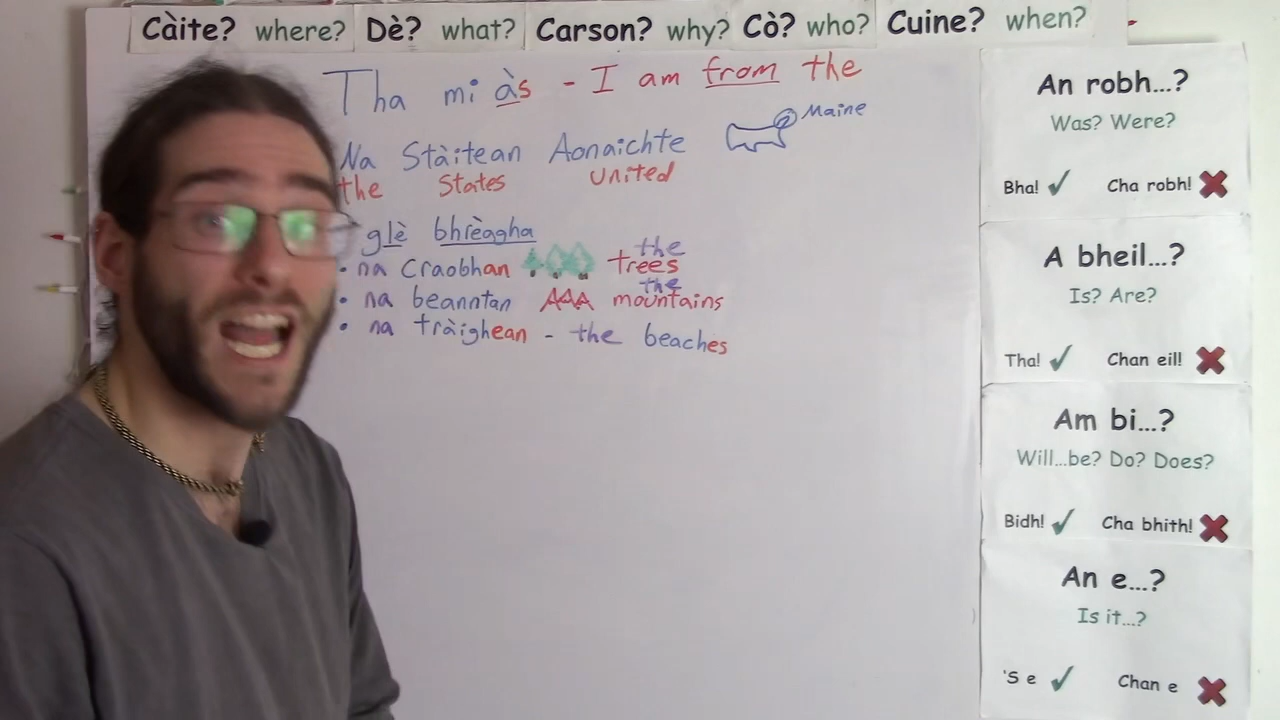 Càite? where? Dè? what? Carson? why? Cò? who? Cuine? when?
Tha mi às - I am from the
Maine
Na Stàitean Aonaichte
the States United
glè bhrèagha
the
• na craobhan trees
the
• na beanntan mountains
• na tràighean - the beaches
An robh...?
Was? Were?
Bha! ✓ Cha robh! ✗
A bheil...?
Is? Are?
Tha! ✓ Chan eil! ✗
Am bi...?
Will...be? Do? Does?
Bidh! ✓ Cha bhith! ✗
An e...?
Is it...?
'S e ✓ Chan e ✗